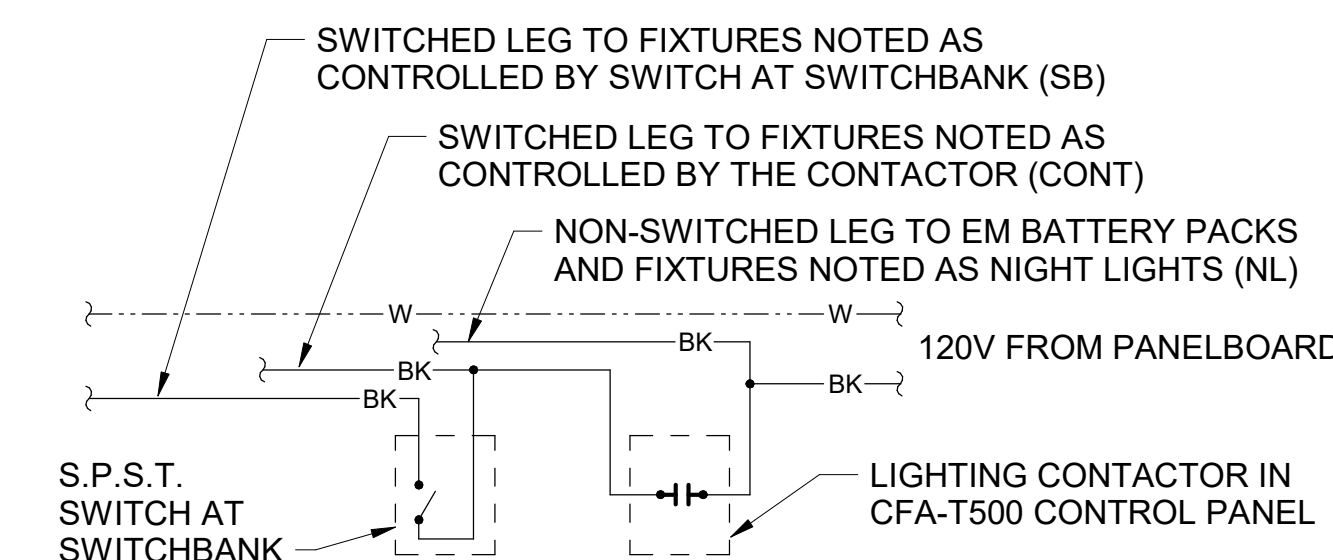 SWITCHED LEG TO FIXTURES NOTED AS
CONTROLLED BY SWITCH AT SWITCHBANK (SB)
SWITCHED LEG TO FIXTURES NOTED AS
CONTROLLED BY THE CONTACTOR (CONT)
NON-SWITCHED LEG TO EM BATTERY PACKS
AND FIXTURES NOTED AS NIGHT LIGHTS (NL)
W
W
BK
120V FROM PANELBOARD
BK
BK
BK
S.P.S.T.
SWITCH AT
SWITCHBANK
LIGHTING CONTACTOR IN
CFA-T500 CONTROL PANEL